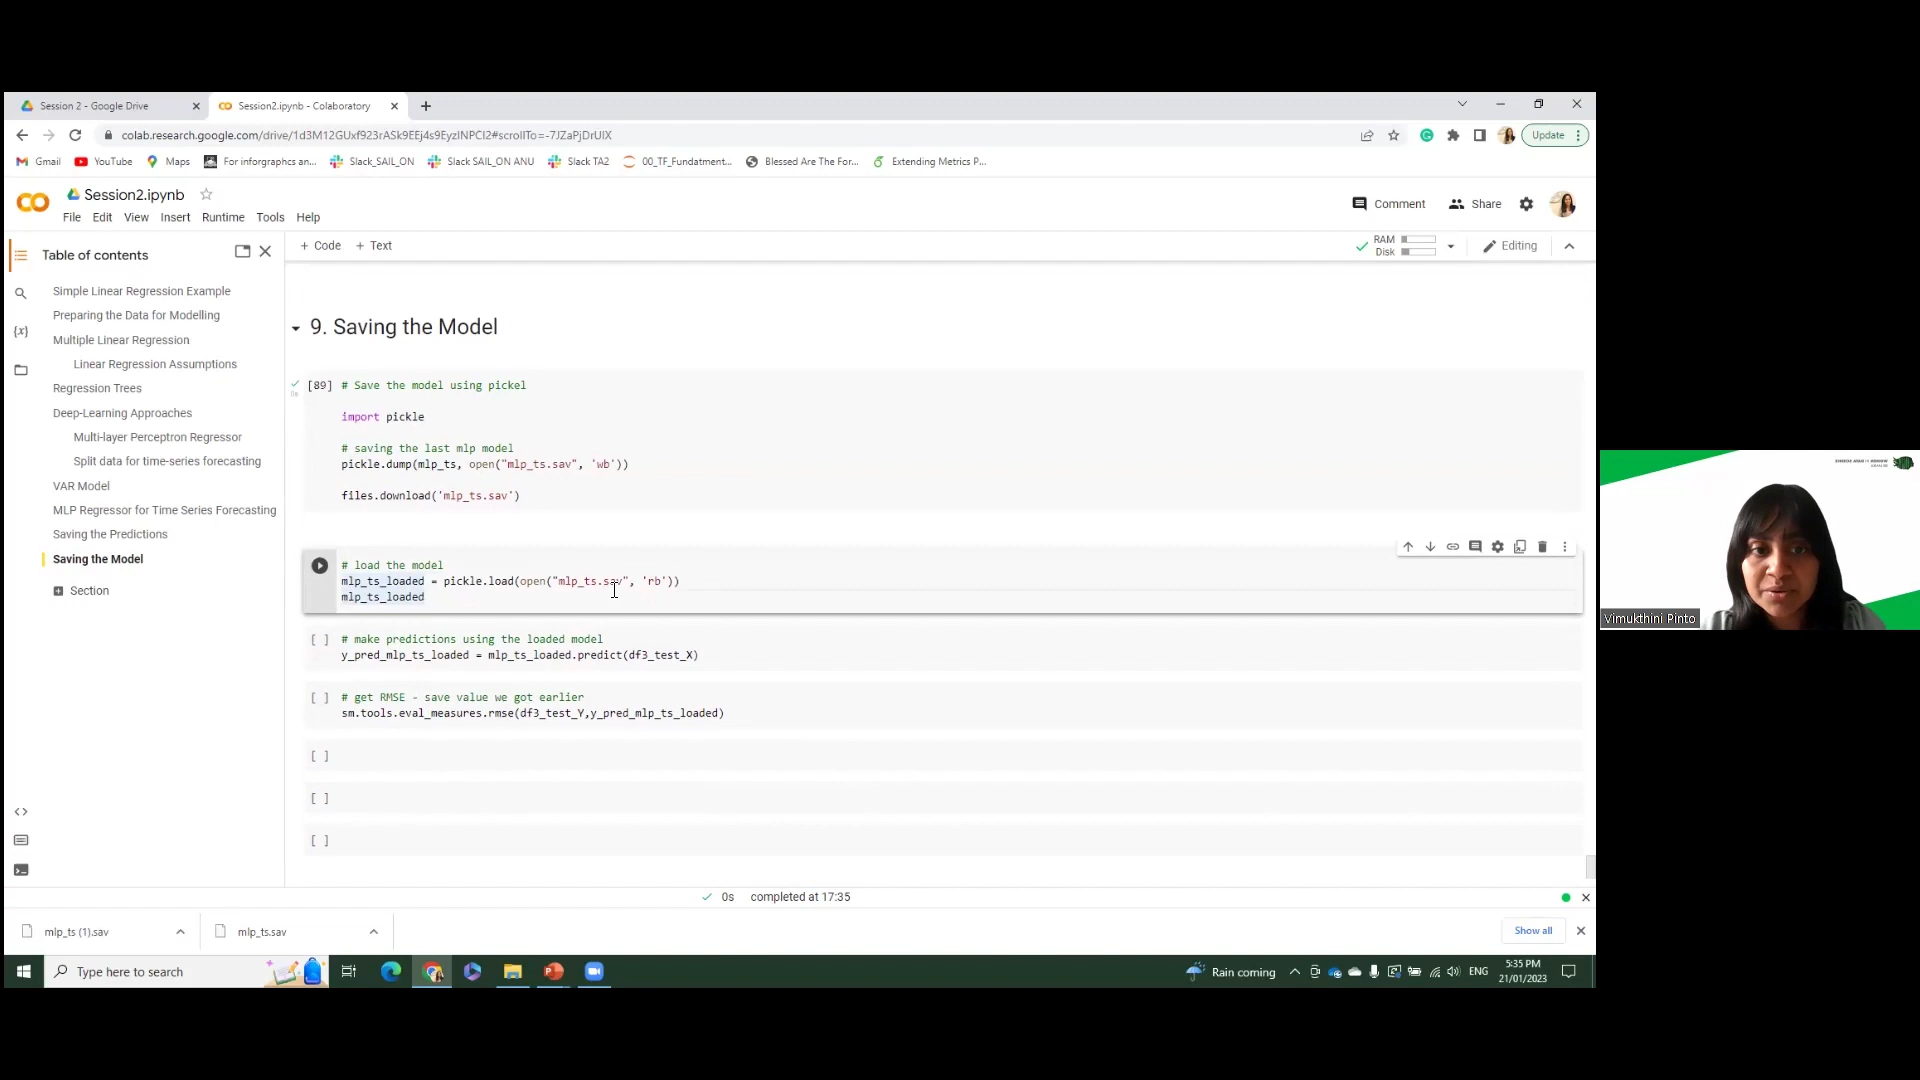 Session 2 - Google Drive
Session2.ipynb - Colaboratory
colab.research.google.com/drive/1d3M12GUxf923rASk9EEj4s9EyzlNPCl2#scrollTo=-7JZaPjDrUlX
Update
Gmail
YouTube
Maps
For inforgraphcs an...
Slack_SAIL_ON
Slack SAIL_ON ANU
Slack TA2
00_TF_Fundatment...
Blessed Are The For...
Extending Metrics P...
Session2.ipynb
Comment
Share
File Edit View Insert Runtime Tools Help
Table of contents
+ Code + Text
RAM
Disk
Editing
Simple Linear Regression Example
Preparing the Data for Modelling
Multiple Linear Regression
Linear Regression Assumptions
Regression Trees
Deep-Learning Approaches
Multi-layer Perceptron Regressor
Split data for time-series forecasting
VAR Model
MLP Regressor for Time Series Forecasting
Saving the Predictions
Saving the Model
Section
9. Saving the Model
[89] # Save the model using pickel
0s
import pickle
# saving the last mlp model
pickle.dump(mlp_ts, open("mlp_ts.sav", 'wb'))
files.download('mlp_ts.sav')
# load the model
mlp_ts_loaded = pickle.load(open("mlp_ts.sav", 'rb'))
mlp_ts_loaded
[ ] # make predictions using the loaded model
y_pred_mlp_ts_loaded = mlp_ts_loaded.predict(df3_test_X)
[ ] # get RMSE - save value we got earlier
sm.tools.eval_measures.rmse(df3_test_Y,y_pred_mlp_ts_loaded)
[ ]
[ ]
[ ]
0s completed at 17:35
mlp_ts (1).sav
mlp_ts.sav
Show all
Type here to search
Rain coming
ENG
5:35 PM
21/01/2023
Vimukthini Pinto